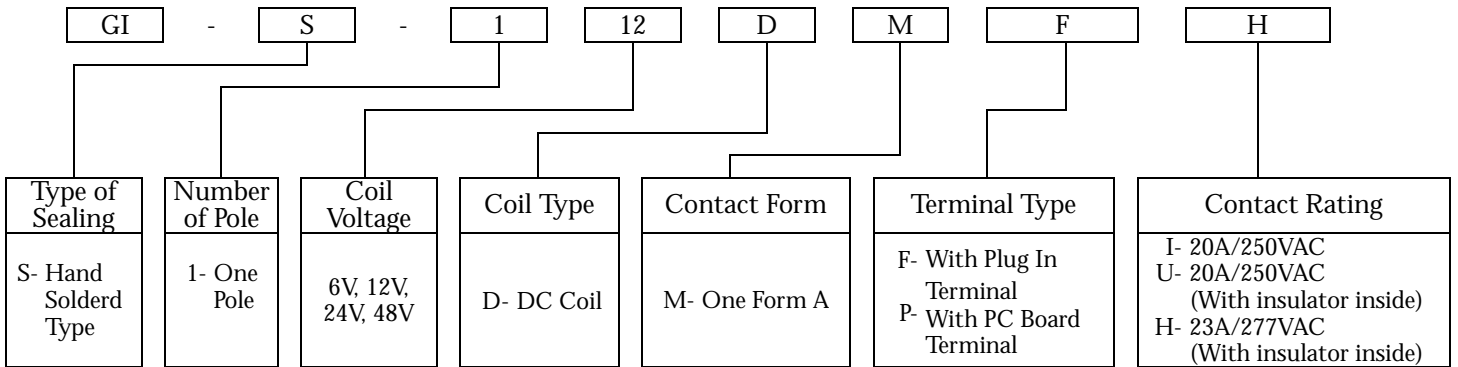 GI - S - 1 12 D M F H
Type of
Sealing
Number
of Pole
Coil
Voltage
Coil Type
Contact Form
Terminal Type
Contact Rating
S- Hand
Solderd
Type
1- One
Pole
6V, 12V,
24V, 48V
D- DC Coil
M- One Form A
F- With Plug In
Terminal
P- With PC Board
Terminal
I- 20A/250VAC
U- 20A/250VAC
(With insulator inside)
H- 23A/277VAC
(With insulator inside)